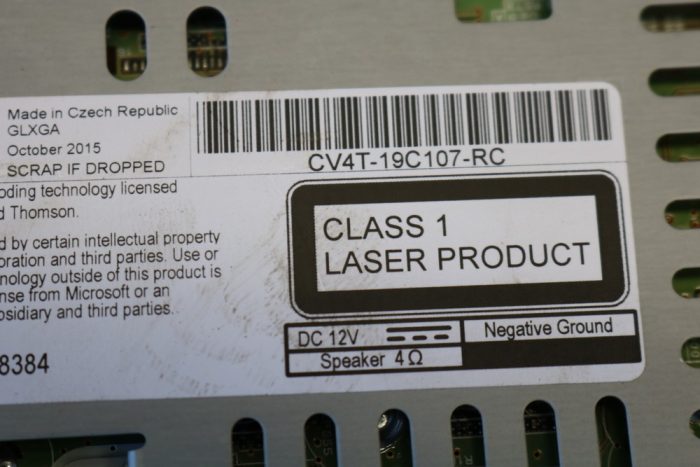 Made in Czech Republic
GLXGA
October 2015
SCRAP IF DROPPED
CV4T-19C107-RC
oding technology licensed
d Thomson.
d by certain intellectual property
oration and third parties. Use or
nology outside of this product is
nse from Microsoft or an
sidiary and third parties.
8384
CLASS 1
LASER PRODUCT
DC 12V
Negative Ground
Speaker 4Ω